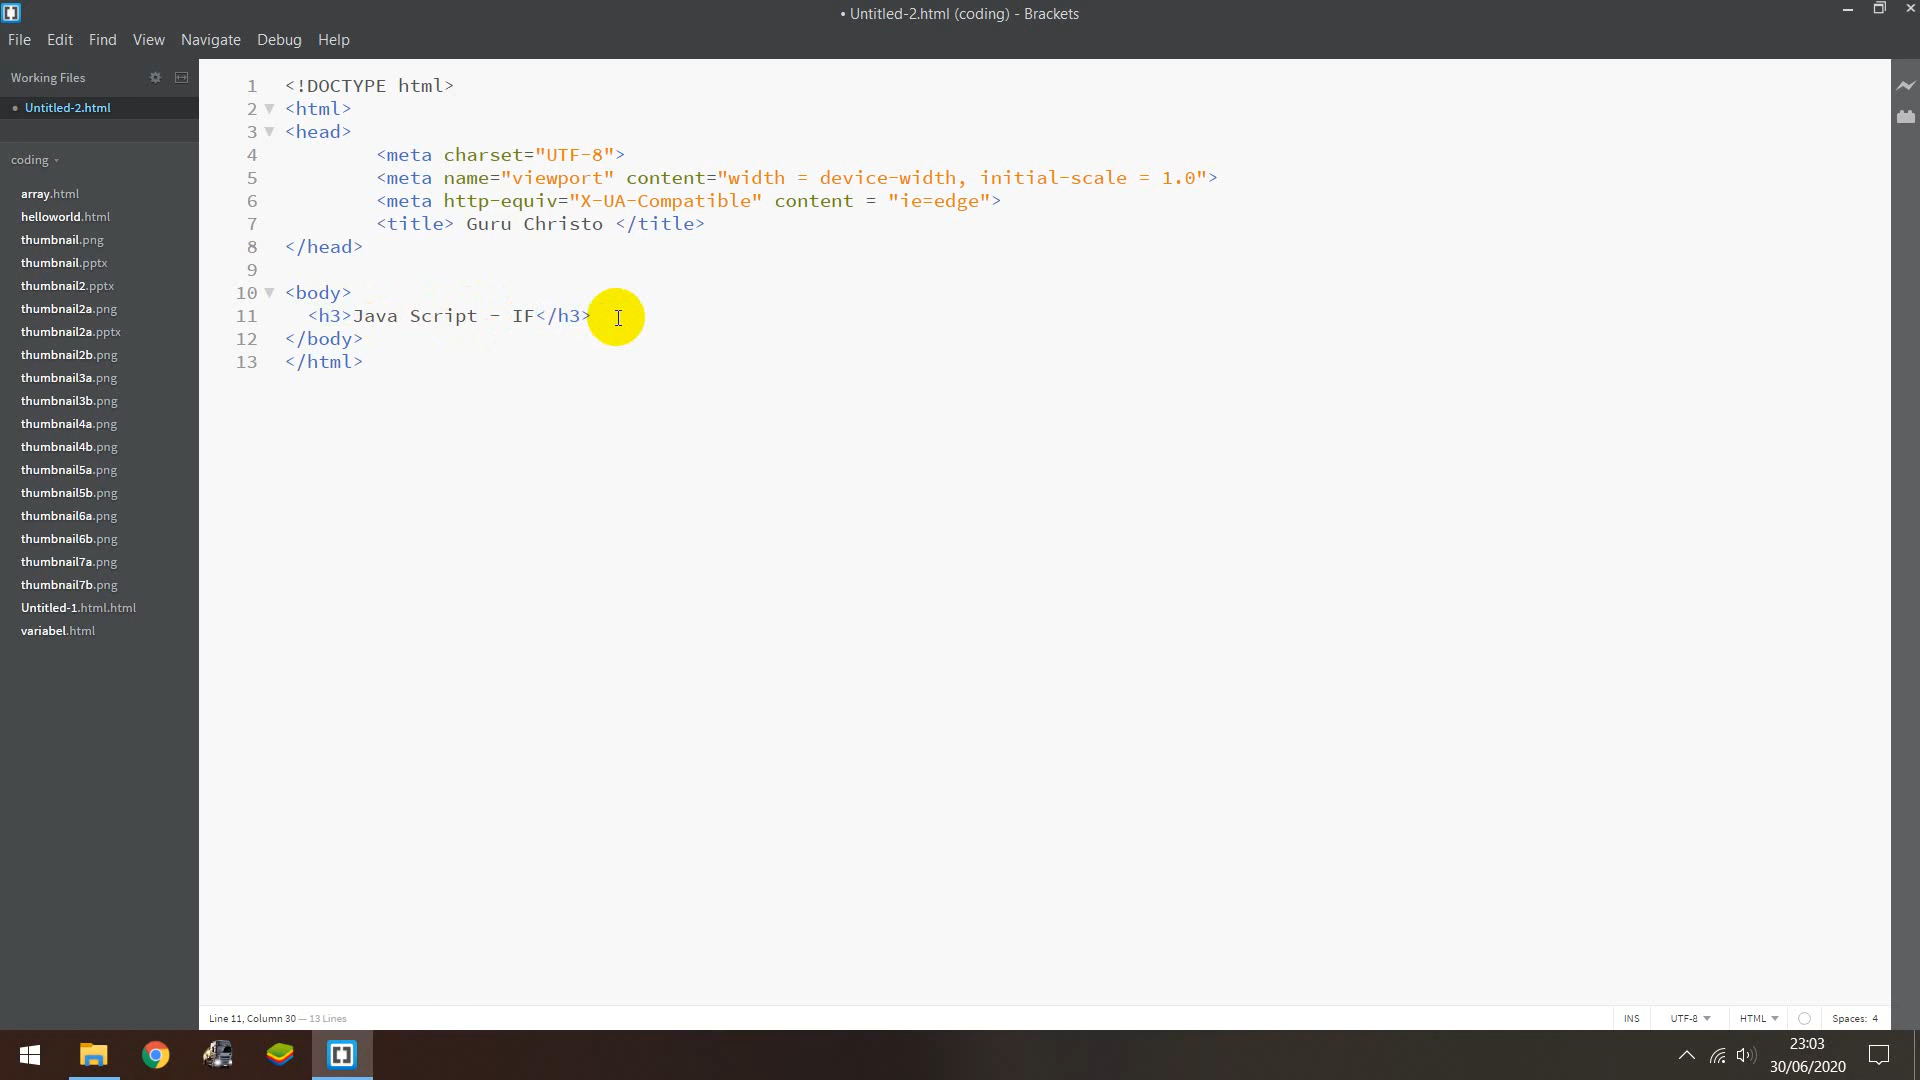 • Untitled-2.html (coding) - Brackets
File Edit Find View Navigate Debug Help
Working Files
• Untitled-2.html
coding
array.html
helloworld.html
thumbnail.png
thumbnail.pptx
thumbnail2.pptx
thumbnail2a.png
thumbnail2a.pptx
thumbnail2b.png
thumbnail3a.png
thumbnail3b.png
thumbnail4a.png
thumbnail4b.png
thumbnail5a.png
thumbnail5b.png
thumbnail6a.png
thumbnail6b.png
thumbnail7a.png
thumbnail7b.png
Untitled-1.html.html
variabel.html
1 <!DOCTYPE html>
2 <html>
3 <head>
4 <meta charset="UTF-8">
5 <meta name="viewport" content="width = device-width, initial-scale = 1.0">
6 <meta http-equiv="X-UA-Compatible" content = "ie=edge">
7 <title> Guru Christo </title>
8 </head>
9
10 <body>
11 <h3>Java Script - IF</h3>
12 </body>
13 </html>
Line 11, Column 30 — 13 Lines
INS UTF-8 HTML Spaces: 4
23:03
30/06/2020